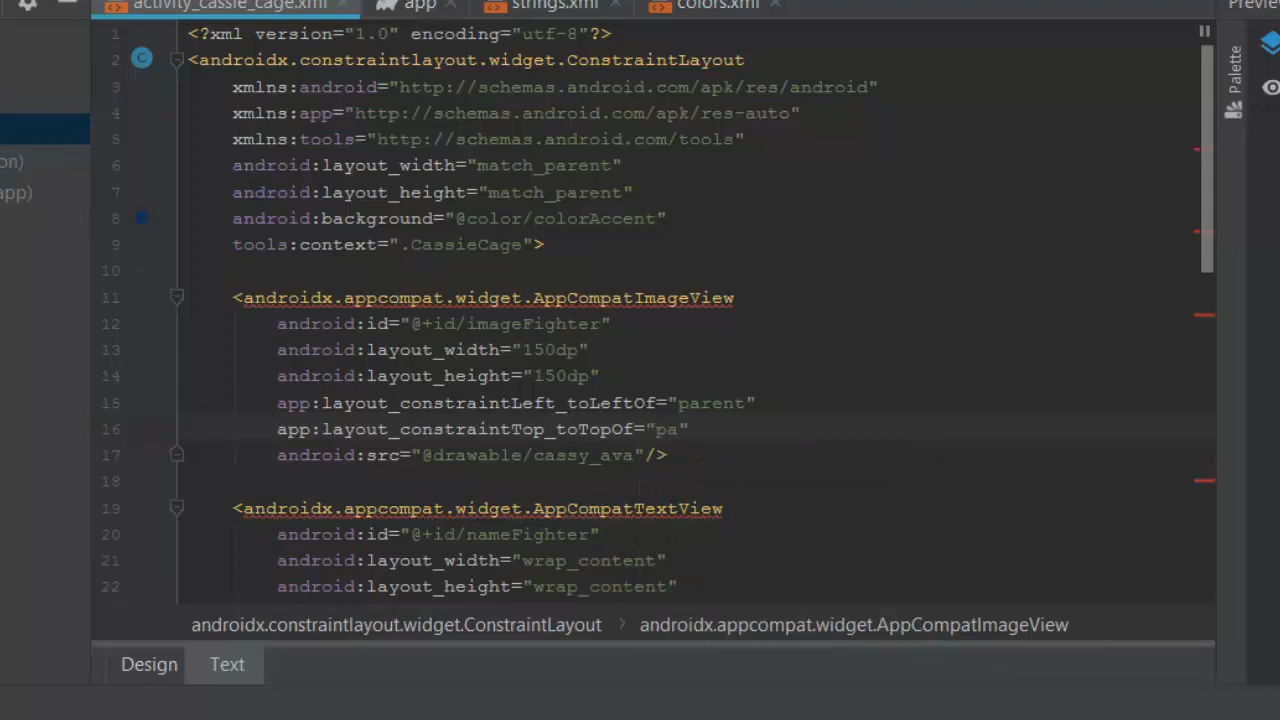 activity_cassie_cage.xml app strings.xml colors.xml Preview
1 <?xml version="1.0" encoding="utf-8"?>
2 C <androidx.constraintlayout.widget.ConstraintLayout
3 xmlns:android="http://schemas.android.com/apk/res/android"
4 xmlns:app="http://schemas.android.com/apk/res-auto"
5 xmlns:tools="http://schemas.android.com/tools"
6 android:layout_width="match_parent"
7 android:layout_height="match_parent"
8 android:background="@color/colorAccent"
9 tools:context=".CassieCage">
10
11 <androidx.appcompat.widget.AppCompatImageView
12 android:id="@+id/imageFighter"
13 android:layout_width="150dp"
14 android:layout_height="150dp"
15 app:layout_constraintLeft_toLeftOf="parent"
16 app:layout_constraintTop_toTopOf="pa"
17 android:src="@drawable/cassy_ava"/>
18
19 <androidx.appcompat.widget.AppCompatTextView
20 android:id="@+id/nameFighter"
21 android:layout_width="wrap_content"
22 android:layout_height="wrap_content"
androidx.constraintlayout.widget.ConstraintLayout › androidx.appcompat.widget.AppCompatImageView
Design Text
on)
app)
Palette